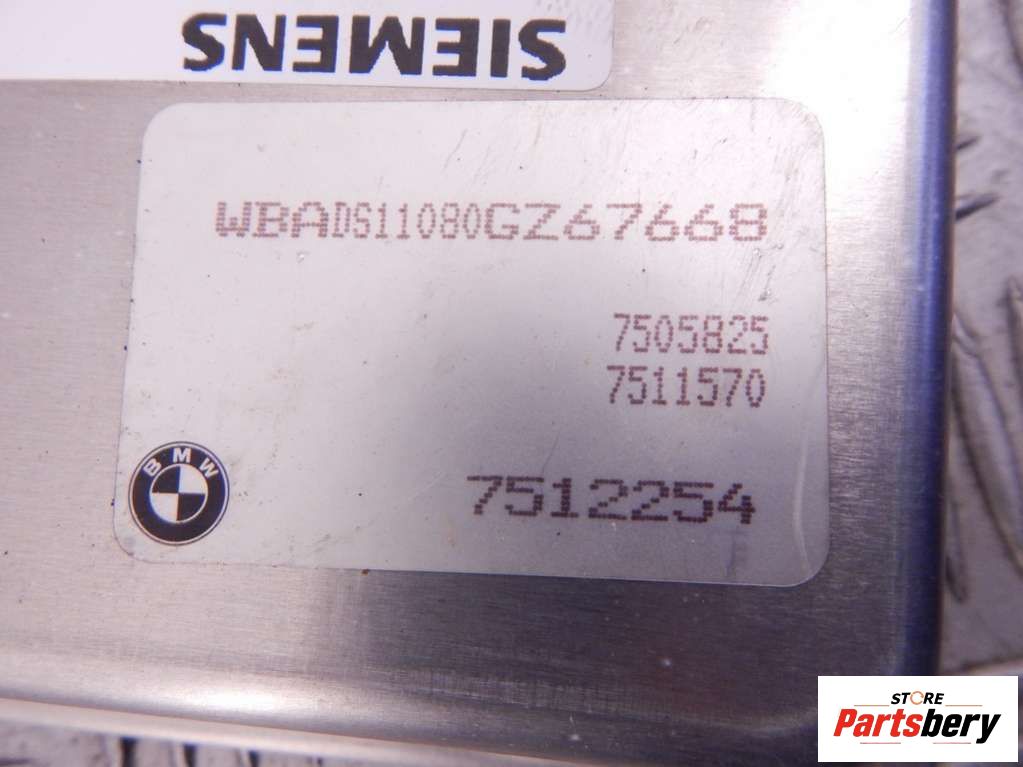 SIEMENS
WBADS11080GZ67668
7505825
7511570
BMW
7512254
STORE
Partsbery